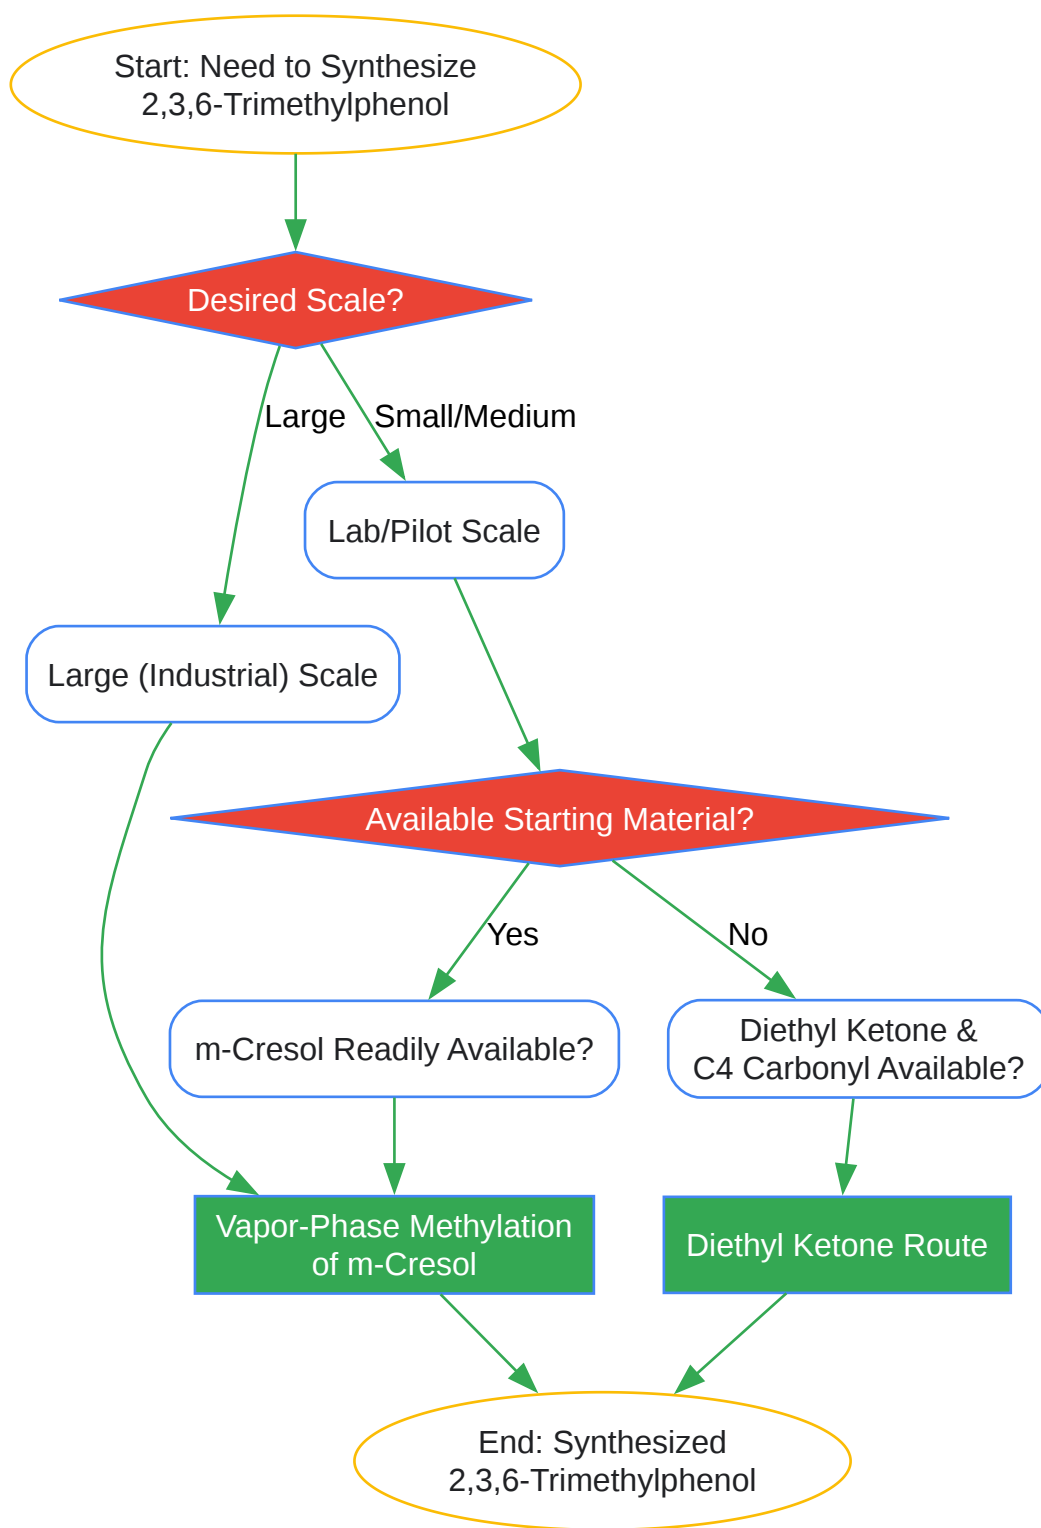 Start: Need to Synthesize
2,3,6-Trimethylphenol
Desired Scale?
Large
Small/Medium
Lab/Pilot Scale
Large (Industrial) Scale
Available Starting Material?
Yes
No
m-Cresol Readily Available?
Diethyl Ketone &
C4 Carbonyl Available?
Vapor-Phase Methylation
of m-Cresol
Diethyl Ketone Route
End: Synthesized
2,3,6-Trimethylphenol